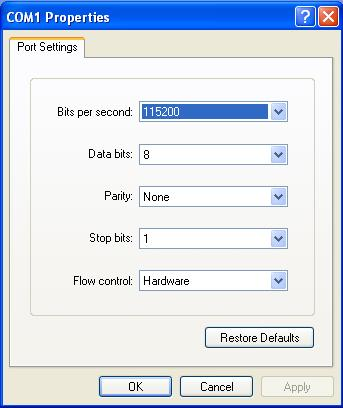 COM1 Properties
Port Settings
Bits per second: 115200
Data bits: 8
Parity: None
Stop bits: 1
Flow control: Hardware
Restore Defaults
OK Cancel Apply